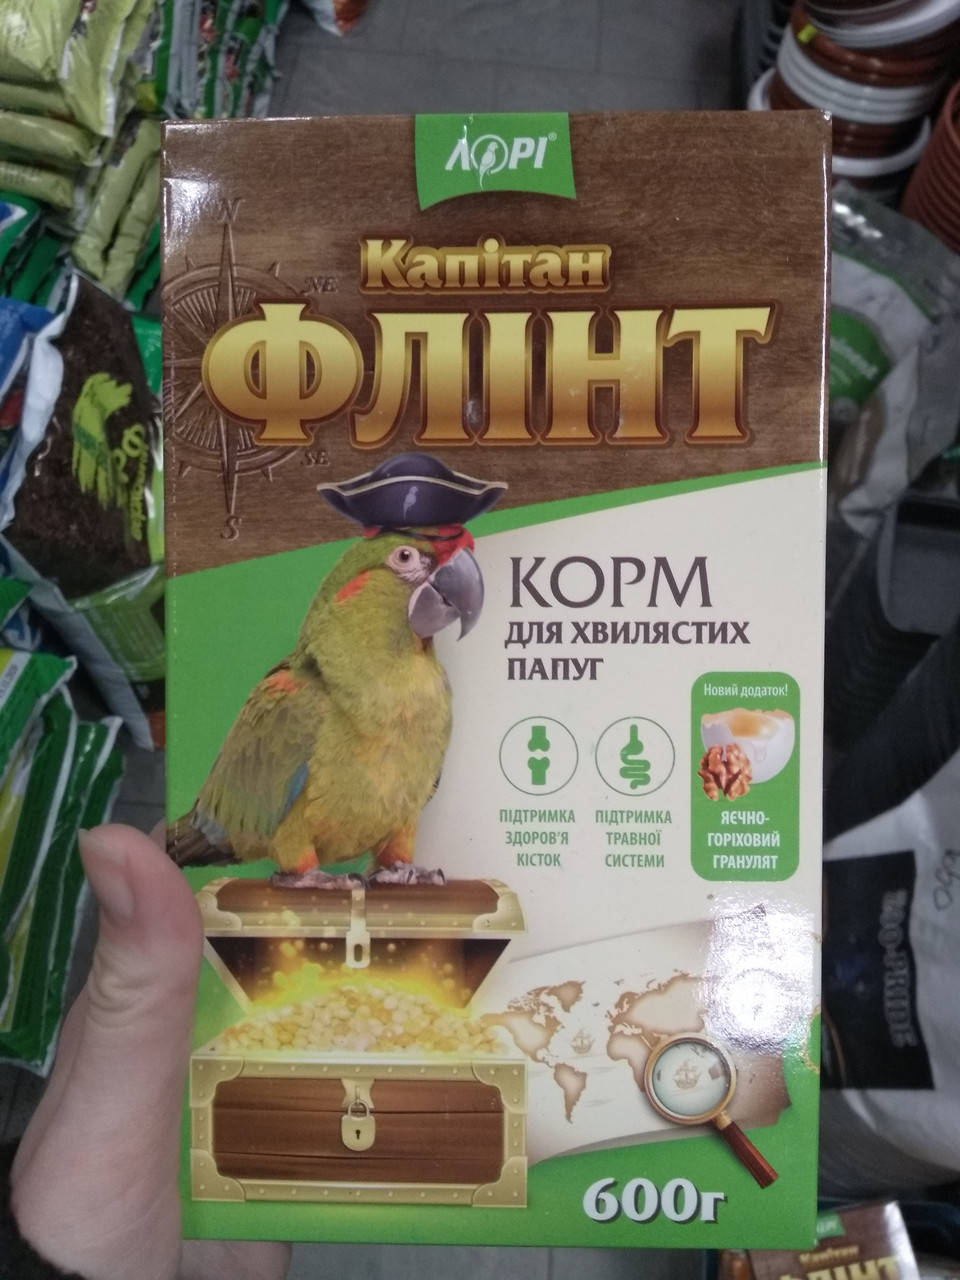 ЛОРІ®
Капітан
ФЛІНТ
N
NE
SE
S
КОРМ
ДЛЯ ХВИЛЯСТИХ
ПАПУГ
Новий додаток!
ПІДТРИМКА
ЗДОРОВ'Я
КІСТОК
ПІДТРИМКА
ТРАВНОЇ
СИСТЕМИ
ЯЄЧНО-
ГОРІХОВИЙ
ГРАНУЛЯТ
600г
Капітан